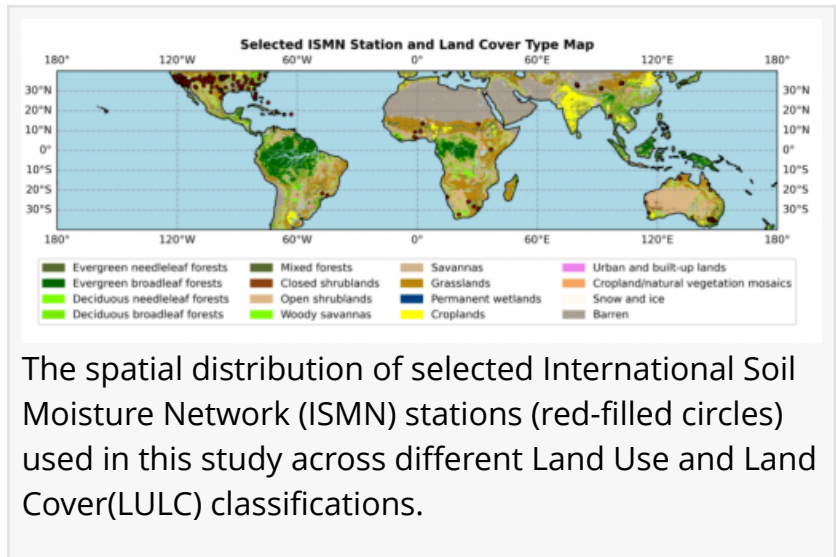 Selected ISMN Station and Land Cover Type Map
180° 120°W 60°W 0° 60°E 120°E 180°
30°N 30°N
20°N 20°N
10°N 10°N
0° 0°
10°S 10°S
20°S 20°S
30°S 30°S
180° 120°W 60°W 0° 60°E 120°E 180°
Evergreen needleleaf forests Mixed forests Savannas Urban and built-up lands
Evergreen broadleaf forests Closed shrublands Grasslands Cropland/natural vegetation mosaics
Deciduous needleleaf forests Open shrublands Permanent wetlands Snow and ice
Deciduous broadleaf forests Woody savannas Croplands Barren
The spatial distribution of selected International Soil
Moisture Network (ISMN) stations (red-filled circles)
used in this study across different Land Use and Land
Cover(LULC) classifications.